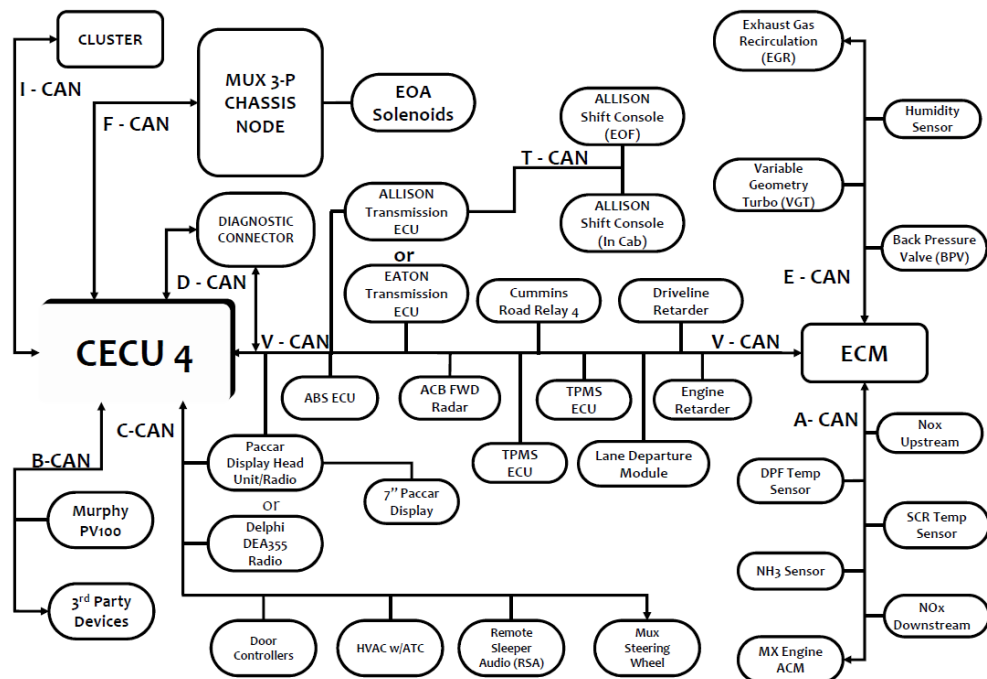 CLUSTER
I - CAN
MUX 3-P
CHASSIS
NODE
F - CAN
EOA
Solenoids
ALLISON
Shift Console
(EOF)
T - CAN
ALLISON
Transmission
ECU
ALLISON
Shift Console
(In Cab)
DIAGNOSTIC
CONNECTOR
or
D - CAN
EATON
Transmission
ECU
Cummins
Road Relay 4
Driveline
Retarder
Exhaust Gas
Recirculation
(EGR)
Humidity
Sensor
Variable
Geometry
Turbo (VGT)
Back Pressure
Valve (BPV)
E - CAN
CECU 4
V - CAN
V - CAN
ECM
ABS ECU
ACB FWD
Radar
TPMS
ECU
Engine
Retarder
C-CAN
B-CAN
Paccar
Display Head
Unit/Radio
TPMS
ECU
Lane Departure
Module
7” Paccar
Display
or
Delphi
DEA355
Radio
Murphy
PV100
3rd Party
Devices
Door
Controllers
HVAC w/ATC
Remote
Sleeper
Audio (RSA)
Mux
Steering
Wheel
A- CAN
Nox
Upstream
DPF Temp
Sensor
SCR Temp
Sensor
NH3 Sensor
NOx
Downstream
MX Engine
ACM